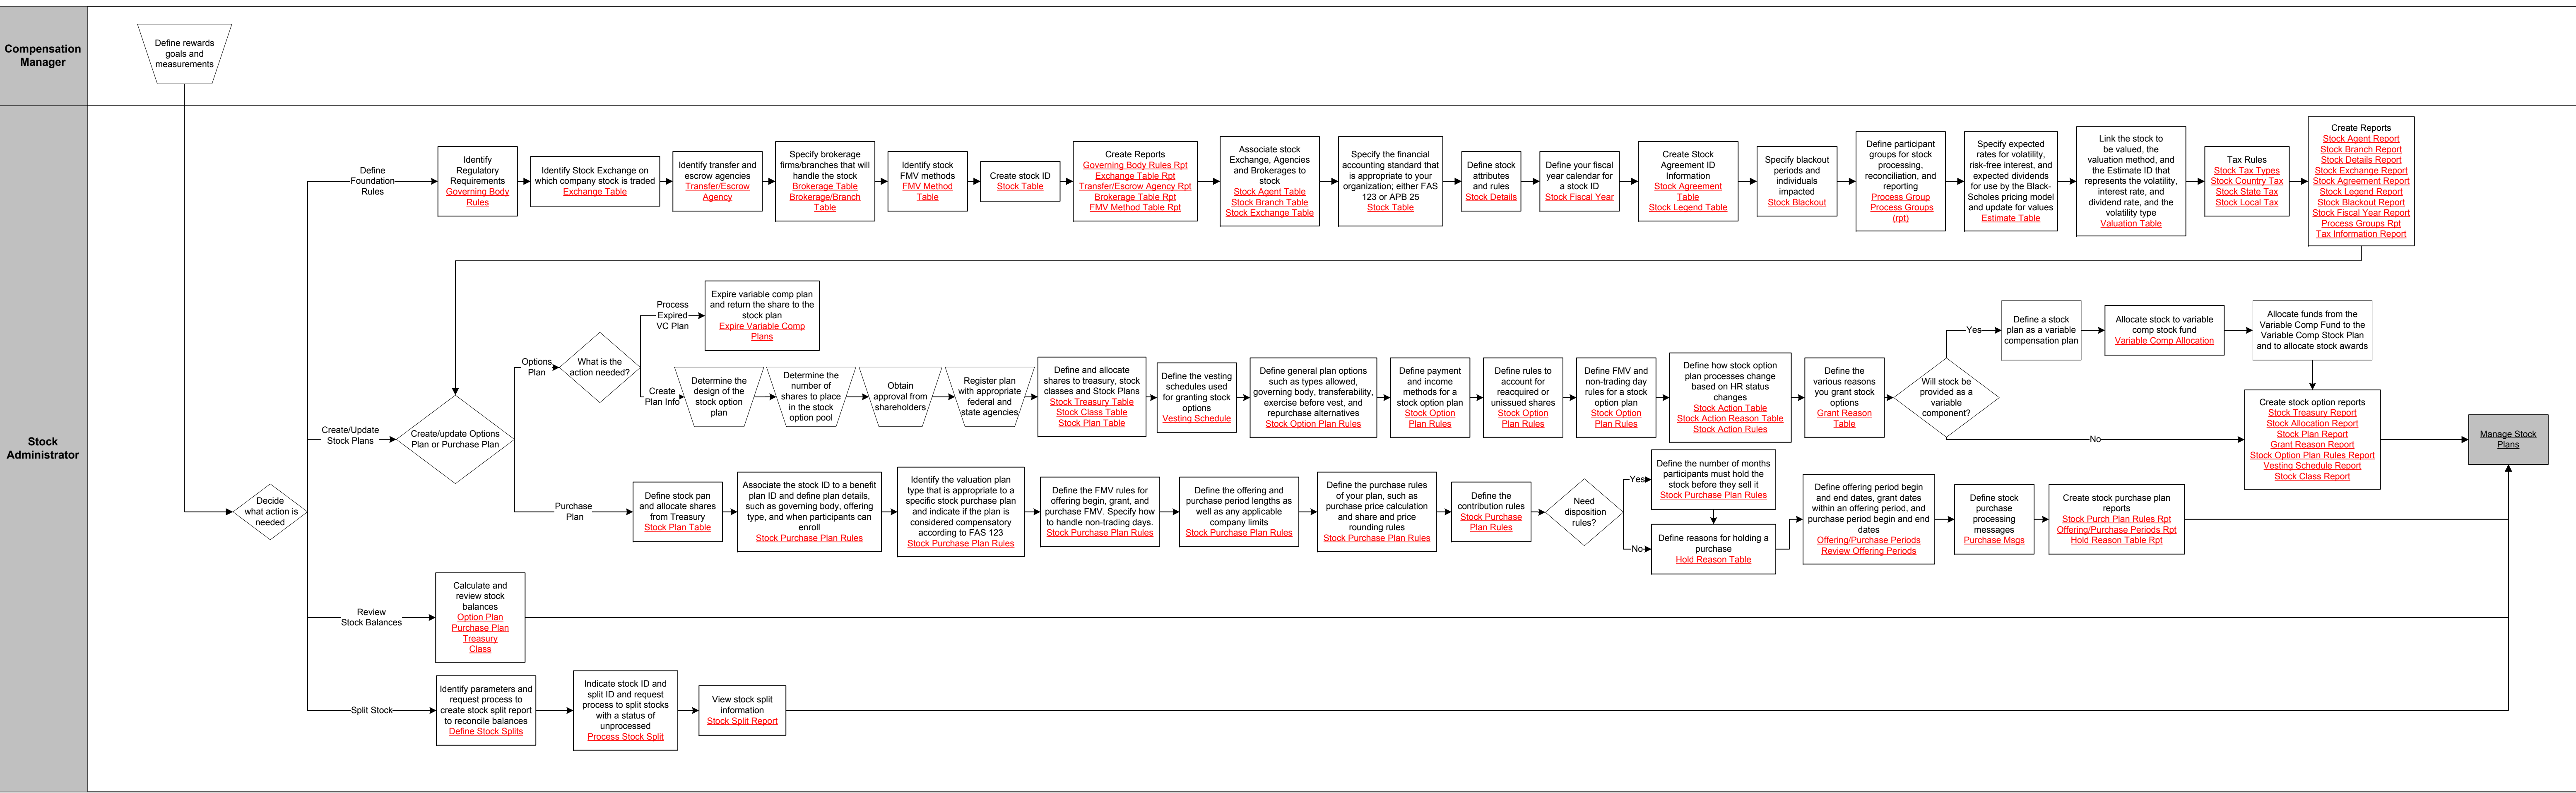 Compensation
Manager
Define rewards
goals and
measurements
Stock
Administrator
Decide
what action is
needed
Define
Foundation
Rules
Identify
Regulatory
Requirements
Governing Body
Rules
Identify Stock Exchange on
which company stock is traded
Exchange Table
Identify transfer and
escrow agencies
Transfer/Escrow
Agency
Specify brokerage
firms/branches that will
handle the stock
Brokerage Table
Brokerage/Branch
Table
Identify stock
FMV methods
FMV Method
Table
Create stock ID
Stock Table
Create Reports
Governing Body Rules Rpt
Exchange Table Rpt
Transfer/Escrow Agency Rpt
Brokerage Table Rpt
FMV Method Table Rpt
Associate stock
Exchange, Agencies
and Brokerages to
stock
Stock Agent Table
Stock Branch Table
Stock Exchange Table
Specify the financial
accounting standard that
is appropriate to your
organization; either FAS
123 or APB 25
Stock Table
Define stock
attributes
and rules
Stock Details
Define your fiscal
year calendar for
a stock ID
Stock Fiscal Year
Create Stock
Agreement ID
Information
Stock Agreement
Table
Stock Legend Table
Specify blackout
periods and
individuals
impacted
Stock Blackout
Define participant
groups for stock
processing,
reconciliation, and
reporting
Process Group
Process Groups
(rpt)
Specify expected
rates for volatility,
risk-free interest, and
expected dividends
for use by the Black-
Scholes pricing model
and update for values
Estimate Table
Link the stock to
be valued, the
valuation method, and
the Estimate ID that
represents the volatility,
interest rate, and
dividend rate, and the
volatility type
Valuation Table
Tax Rules
Stock Tax Types
Stock Country Tax
Stock State Tax
Stock Local Tax
Create Reports
Stock Agent Report
Stock Branch Report
Stock Details Report
Stock Exchange Report
Stock Agreement Report
Stock Legend Report
Stock Blackout Report
Stock Fiscal Year Report
Process Groups Rpt
Tax Information Report
Create/Update
Stock Plans
Create/update Options
Plan or Purchase Plan
Options
Plan
What is the
action needed?
Process
Expired
VC Plan
Expire variable comp plan
and return the share to the
stock plan
Expire Variable Comp
Plans
Create
Plan Info
Determine the
design of the
stock option
plan
Determine the
number of
shares to place
in the stock
option pool
Obtain
approval from
shareholders
Register plan
with appropriate
federal and
state agencies
Define and allocate
shares to treasury, stock
classes and Stock Plans
Stock Treasury Table
Stock Class Table
Stock Plan Table
Define the vesting
schedules used
for granting stock
options
Vesting Schedule
Define general plan options
such as types allowed,
governing body, transferability,
exercise before vest, and
repurchase alternatives
Stock Option Plan Rules
Define payment
and income
methods for a
stock option plan
Stock Option
Plan Rules
Define rules to
account for
reacquired or
unissued shares
Stock Option
Plan Rules
Define FMV and
non-trading day
rules for a stock
option plan
Stock Option
Plan Rules
Define how stock option
plan processes change
based on HR status
changes
Stock Action Table
Stock Action Reason Table
Stock Action Rules
Define the
various reasons
you grant stock
options
Grant Reason
Table
Will stock be
provided as a
variable
component?
Yes
Define a stock
plan as a variable
compensation plan
Allocate stock to variable
comp stock fund
Variable Comp Allocation
Allocate funds from the
Variable Comp Fund to the
Variable Comp Stock Plan
and to allocate stock awards
No
Create stock option reports
Stock Treasury Report
Stock Allocation Report
Stock Plan Report
Grant Reason Report
Stock Option Plan Rules Report
Vesting Schedule Report
Stock Class Report
Manage Stock
Plans
Purchase
Plan
Define stock pan
and allocate shares
from Treasury
Stock Plan Table
Associate the stock ID to a benefit
plan ID and define plan details,
such as governing body, offering
type, and when participants can
enroll
Stock Purchase Plan Rules
Identify the valuation plan
type that is appropriate to a
specific stock purchase plan
and indicate if the plan is
considered compensatory
according to FAS 123
Stock Purchase Plan Rules
Define the FMV rules for
offering begin, grant, and
purchase FMV. Specify how
to handle non-trading days.
Stock Purchase Plan Rules
Define the offering and
purchase period lengths as
well as any applicable
company limits
Stock Purchase Plan Rules
Define the purchase rules
of your plan, such as
purchase price calculation
and share and price
rounding rules
Stock Purchase Plan Rules
Define the
contribution rules
Stock Purchase
Plan Rules
Need
disposition
rules?
Yes
Define the number of months
participants must hold the
stock before they sell it
Stock Purchase Plan Rules
No
Define reasons for holding a
purchase
Hold Reason Table
Define offering period begin
and end dates, grant dates
within an offering period, and
purchase period begin and end
dates
Offering/Purchase Periods
Review Offering Periods
Define stock
purchase
processing
messages
Purchase Msgs
Create stock purchase plan
reports
Stock Purch Plan Rules Rpt
Offering/Purchase Periods Rpt
Hold Reason Table Rpt
Review
Stock Balances
Calculate and
review stock
balances
Option Plan
Purchase Plan
Treasury
Class
Split Stock
Identify parameters and
request process to
create stock split report
to reconcile balances
Define Stock Splits
Indicate stock ID and
split ID and request
process to split stocks
with a status of
unprocessed
Process Stock Split
View stock split
information
Stock Split Report